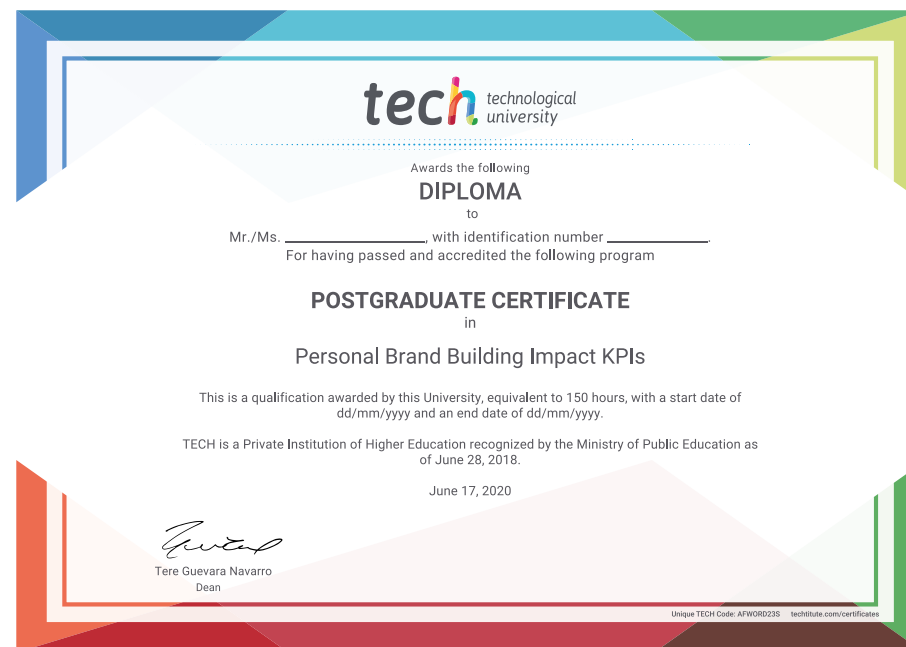 tech technological
university
Awards the following
DIPLOMA
to
Mr./Ms. ____________________, with identification number ______________.
For having passed and accredited the following program
POSTGRADUATE CERTIFICATE
in
Personal Brand Building Impact KPIs
This is a qualification awarded by this University, equivalent to 150 hours, with a start date of
dd/mm/yyyy and an end date of dd/mm/yyyy.
TECH is a Private Institution of Higher Education recognized by the Ministry of Public Education as
of June 28, 2018.
June 17, 2020
Tere Guevara Navarro
Dean
Unique TECH Code: AFWORD23S techtitute.com/certificates